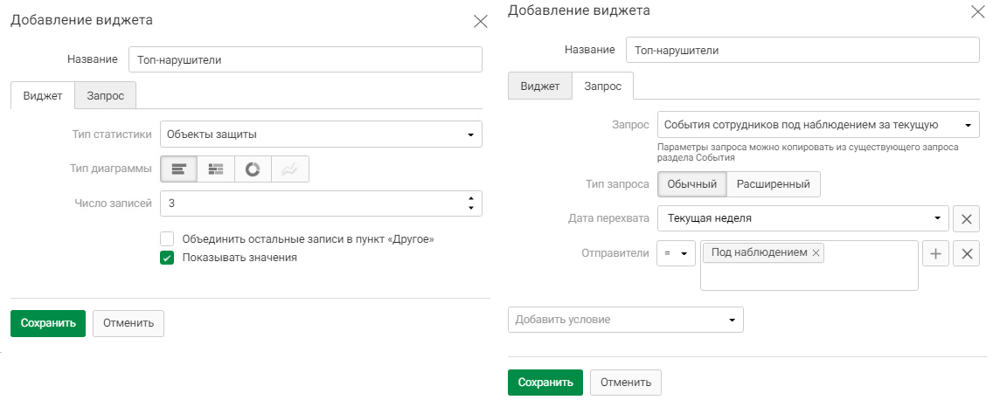 Добавление виджета
Название Топ-нарушители
Виджет Запрос
Тип статистики Объекты защиты
Тип диаграммы
Число записей 3
Объединить остальные записи в пункт «Другое»
Показывать значения
Сохранить Отменить
Добавление виджета
Название Топ-нарушители
Виджет Запрос
Запрос События сотрудников под наблюдением за текущую
Параметры запроса можно копировать из существующего запроса
раздела События
Тип запроса Обычный Расширенный
Дата перехвата Текущая неделя
Отправители = Под наблюдением
Добавить условие
Сохранить Отменить